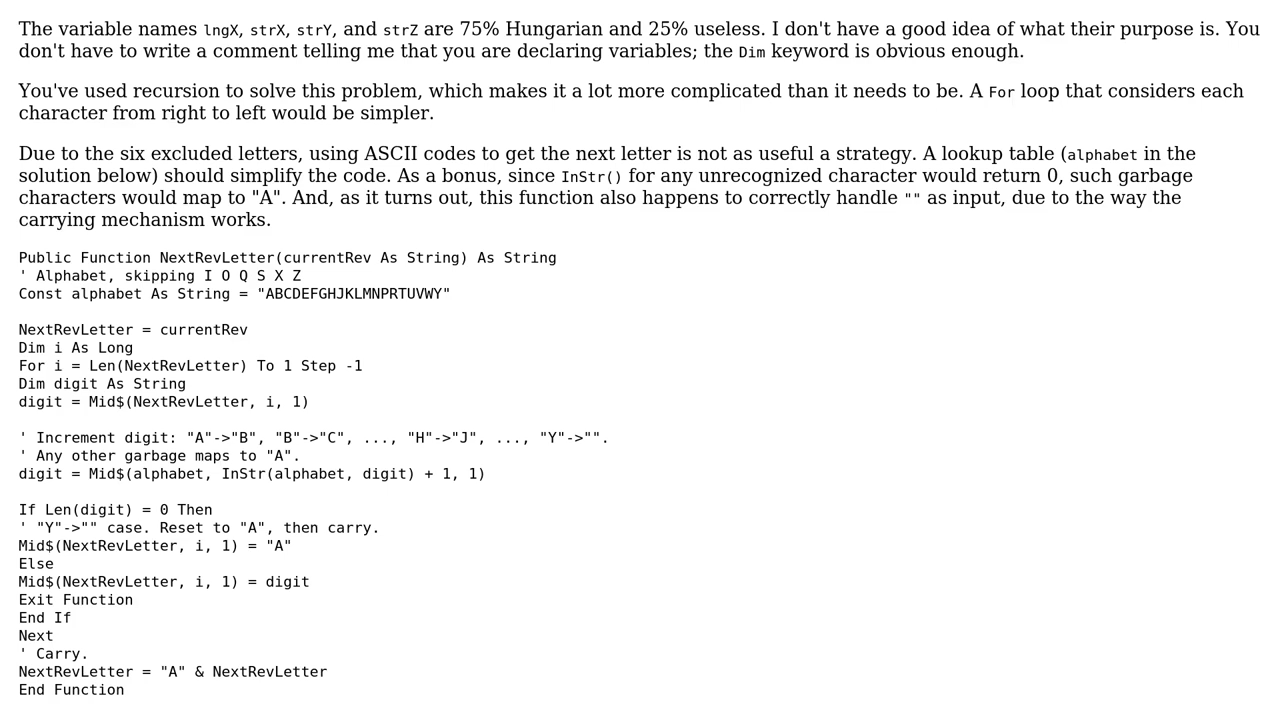 The variable names lngX, strX, strY, and strZ are 75% Hungarian and 25% useless. I don't have a good idea of what their purpose is. You
don't have to write a comment telling me that you are declaring variables; the Dim keyword is obvious enough.
You've used recursion to solve this problem, which makes it a lot more complicated than it needs to be. A For loop that considers each
character from right to left would be simpler.
Due to the six excluded letters, using ASCII codes to get the next letter is not as useful a strategy. A lookup table (alphabet in the
solution below) should simplify the code. As a bonus, since InStr() for any unrecognized character would return 0, such garbage
characters would map to "A". And, as it turns out, this function also happens to correctly handle "" as input, due to the way the
carrying mechanism works.
Public Function NextRevLetter(currentRev As String) As String
' Alphabet, skipping I O Q S X Z
Const alphabet As String = "ABCDEFGHJKLMNPRTUVWY"
NextRevLetter = currentRev
Dim i As Long
For i = Len(NextRevLetter) To 1 Step -1
Dim digit As String
digit = Mid$(NextRevLetter, i, 1)
' Increment digit: "A"->"B", "B"->"C", ..., "H"->"J", ..., "Y"->"".
' Any other garbage maps to "A".
digit = Mid$(alphabet, InStr(alphabet, digit) + 1, 1)
If Len(digit) = 0 Then
' "Y"->"" case. Reset to "A", then carry.
Mid$(NextRevLetter, i, 1) = "A"
Else
Mid$(NextRevLetter, i, 1) = digit
Exit Function
End If
Next
' Carry.
NextRevLetter = "A" & NextRevLetter
End Function